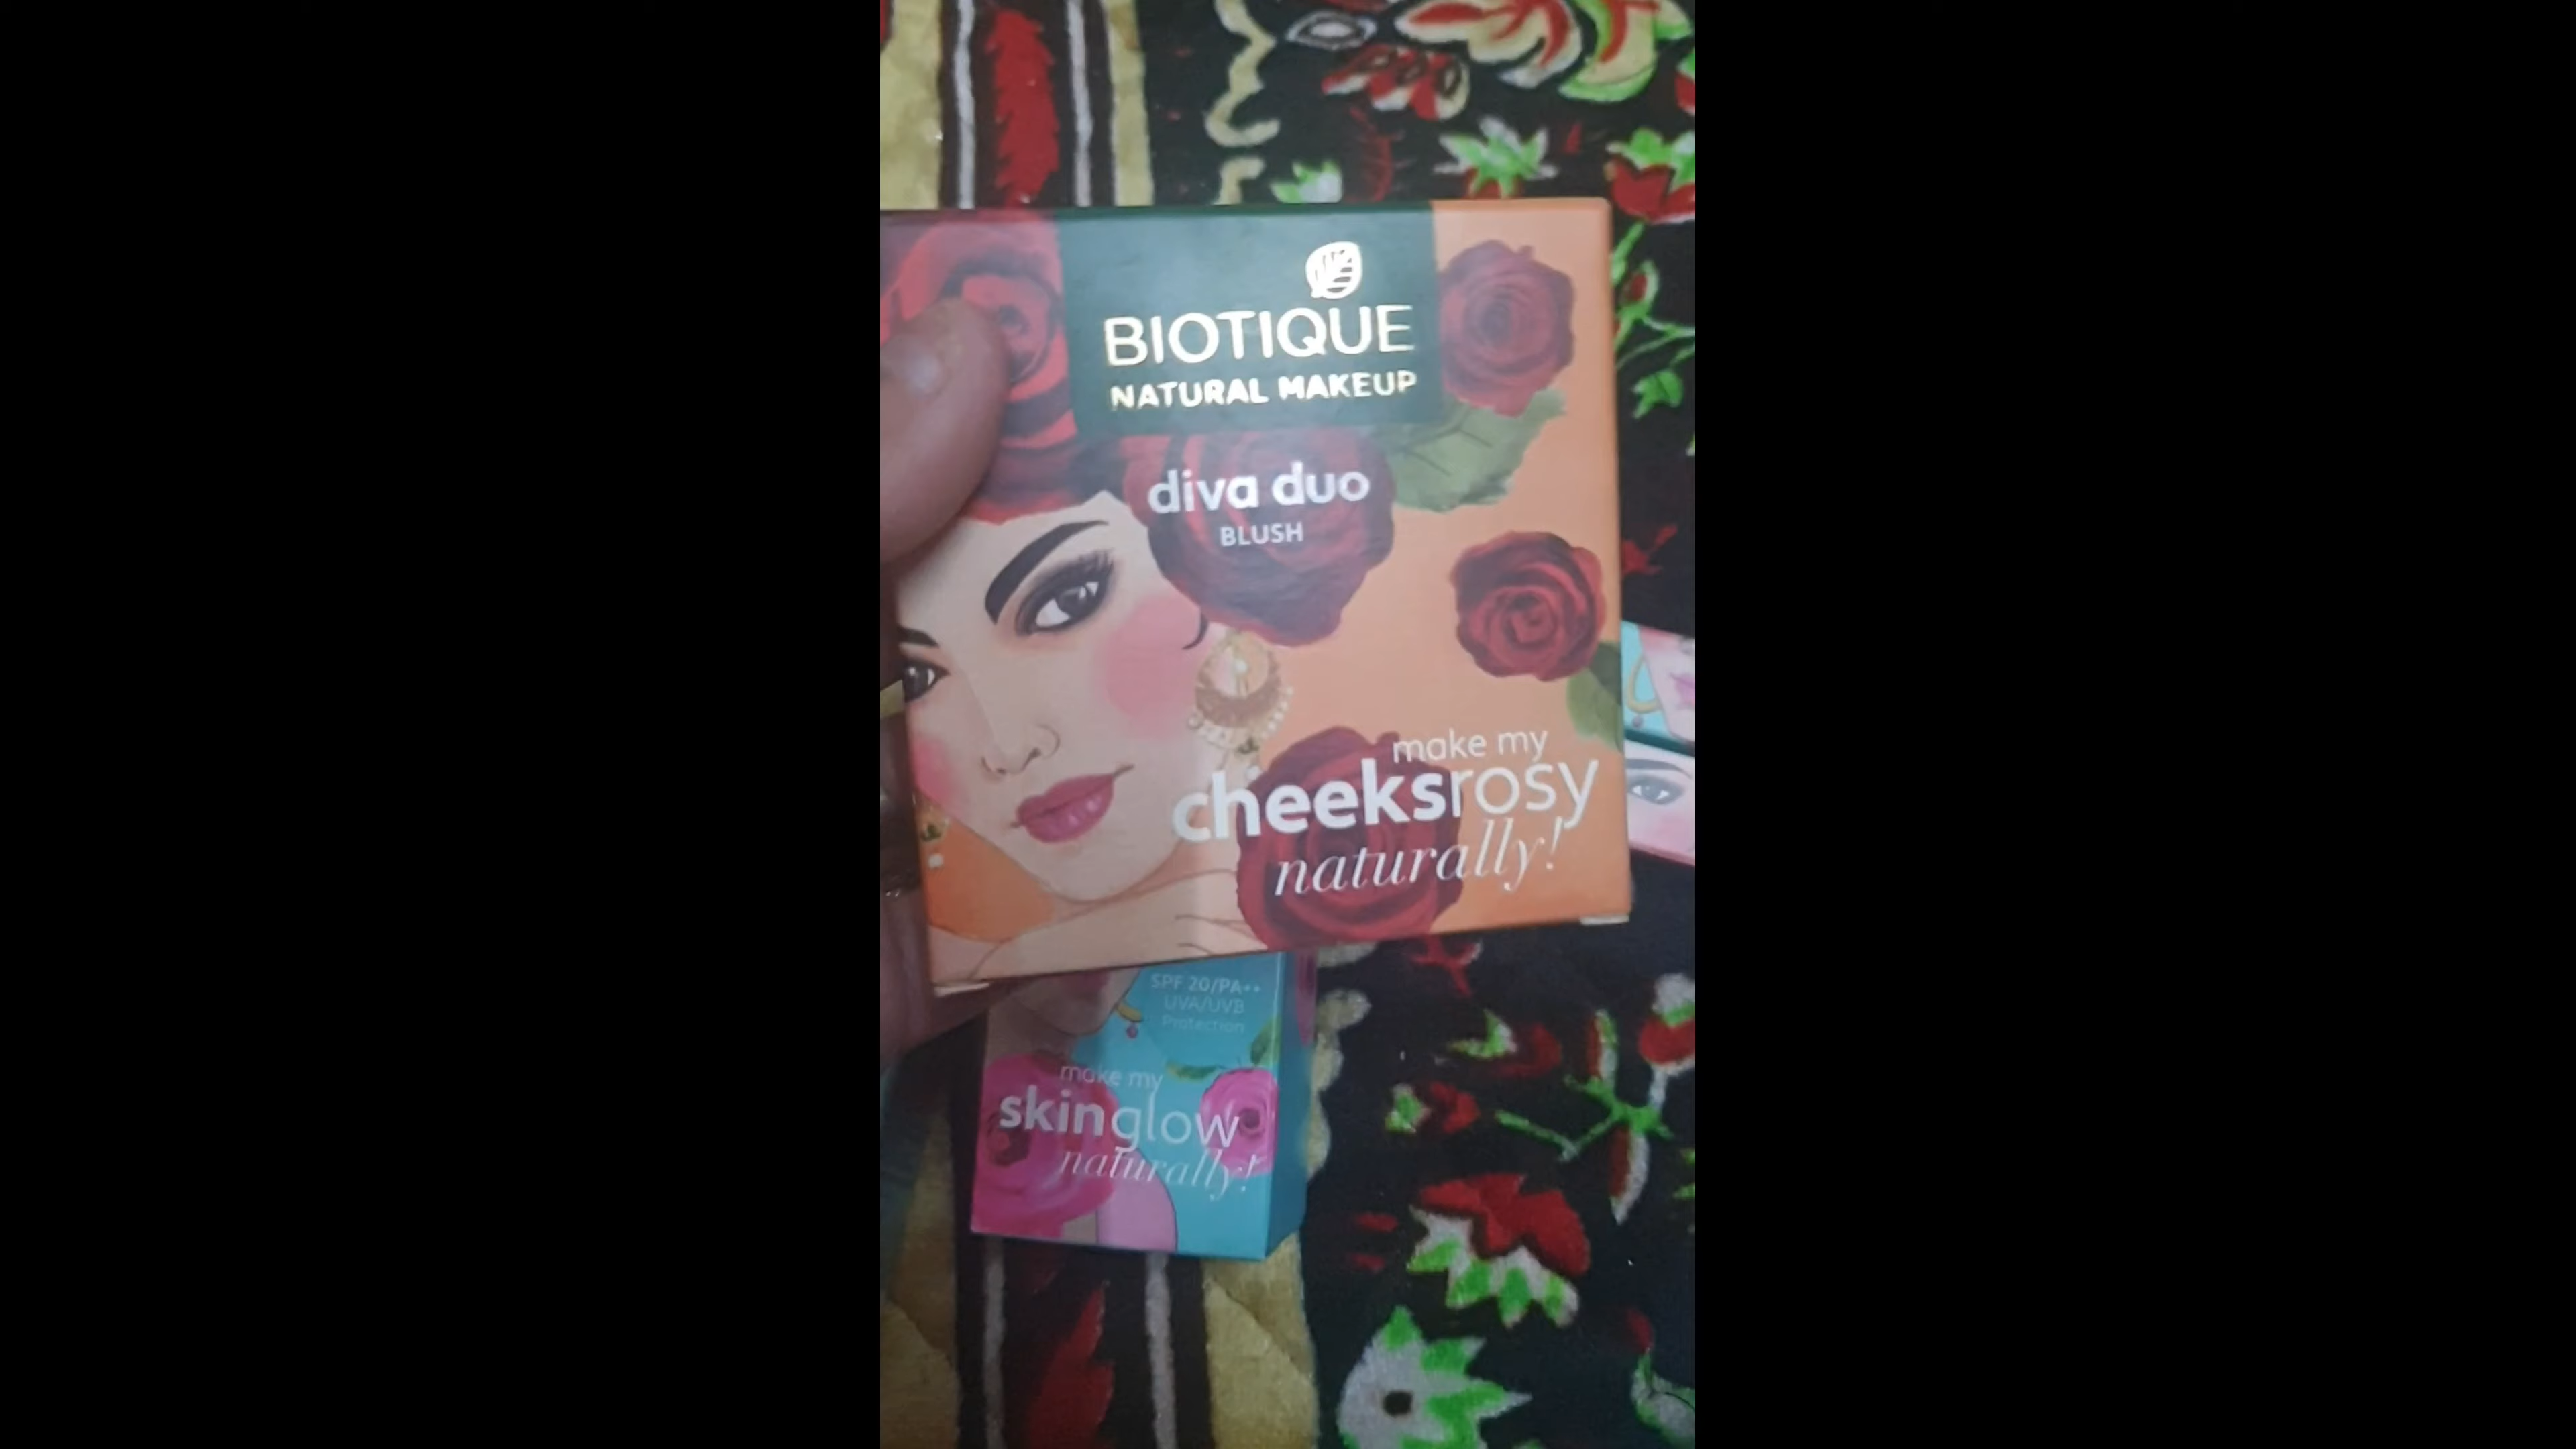 BIOTIQUE
NATURAL MAKEUP
diva duo
BLUSH
make my
cheeksrosy
naturally!
SPF 20/PA++
UVA/UVB
Protection
make my
skinglow
naturally!